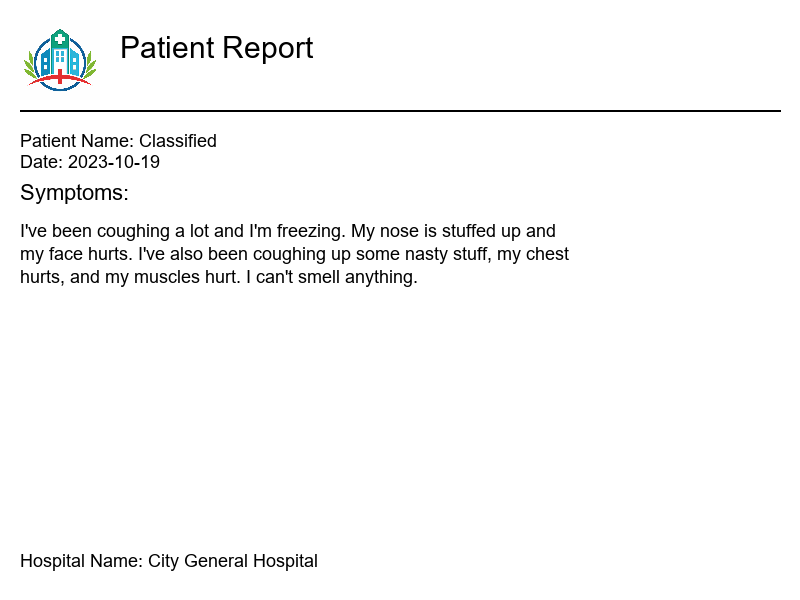 Patient Report
Patient Name: Classified
Date: 2023-10-19
Symptoms:
I've been coughing a lot and I'm freezing. My nose is stuffed up and
my face hurts. I've also been coughing up some nasty stuff, my chest
hurts, and my muscles hurt. I can't smell anything.
Hospital Name: City General Hospital